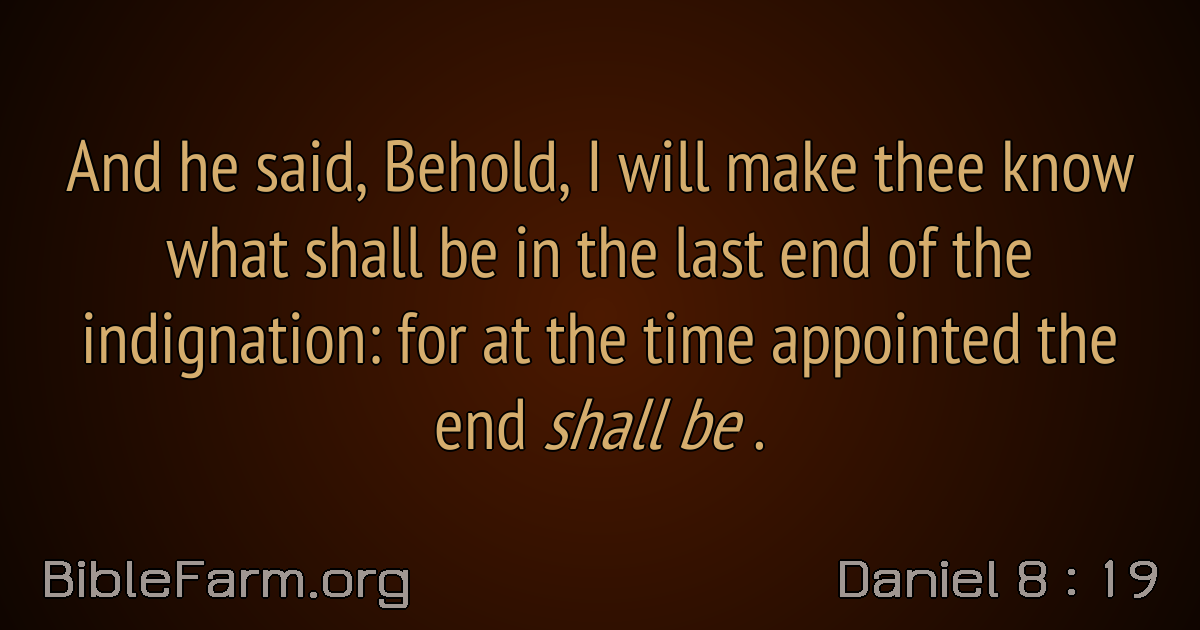 And he said, Behold, I will make thee know
what shall be in the last end of the
indignation: for at the time appointed the
end shall be .
BibleFarm.org
Daniel 8 : 19